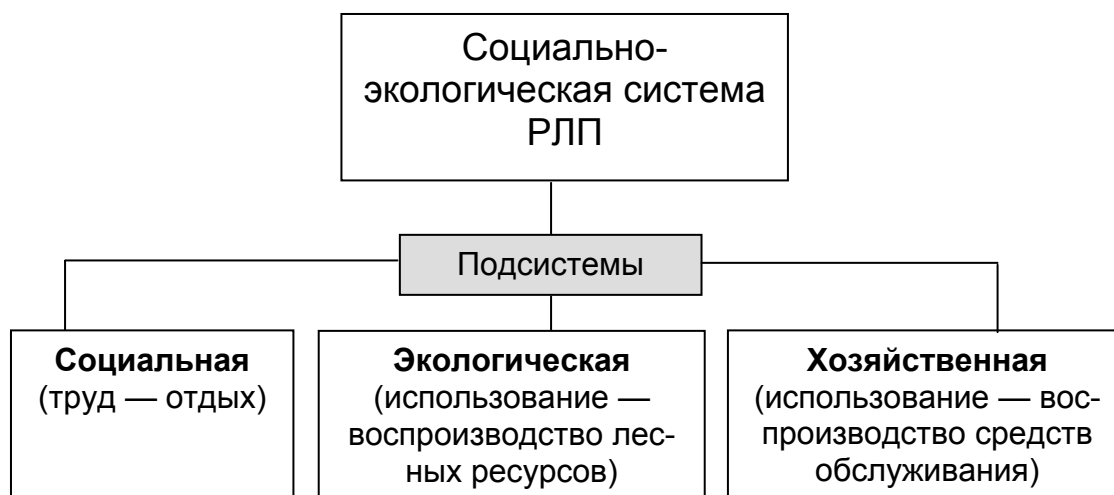 Социально-
экологическая система
РЛП
Подсистемы
Социальная
(труд — отдых)
Экологическая
(использование —
воспроизводство лес-
ных ресурсов)
Хозяйственная
(использование — вос-
производство средств
обслуживания)